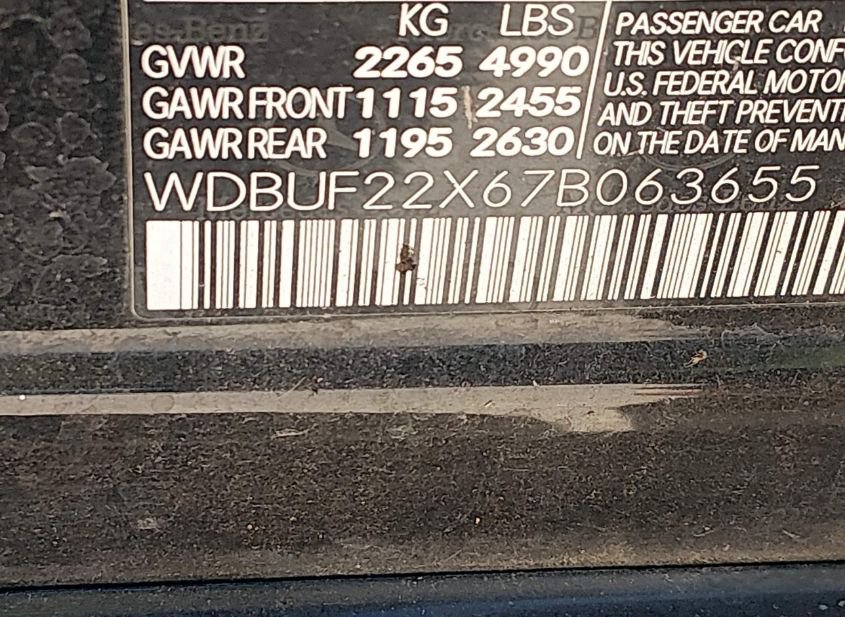 KG LBS
GVWR 2265 4990
GAWR FRONT 1115 2455
GAWR REAR 1195 2630
PASSENGER CAR
THIS VEHICLE CONF
U.S. FEDERAL MOTOR
AND THEFT PREVENTI
ON THE DATE OF MAN
WDBUF22X67B063655